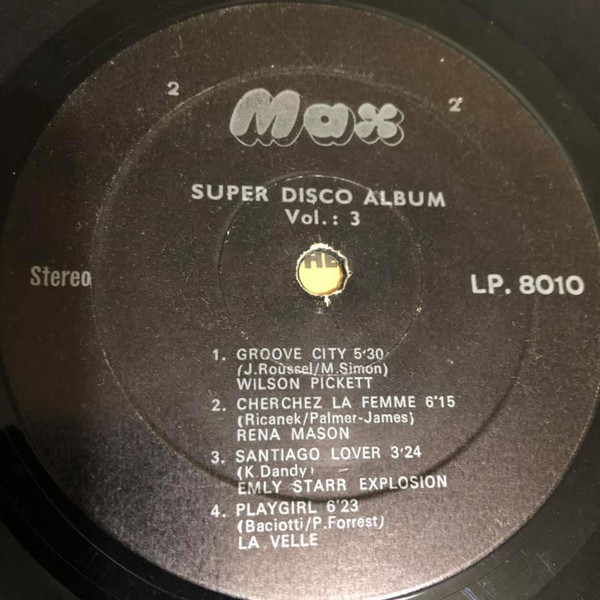 2 2
Max
SUPER DISCO ALBUM
Vol.: 3
Stereo
LP. 8010
1. GROOVE CITY 5'30
(J.Roussel/M.Simon)
WILSON PICKETT
2. CHERCHEZ LA FEMME 6'15
(Ricanek/Palmer-James)
RENA MASON
3. SANTIAGO LOVER 3'24
(K.Dandy)
EMLY STARR EXPLOSION
4. PLAYGIRL 6'23
(Baciotti/P.Forrest)
LA VELLE